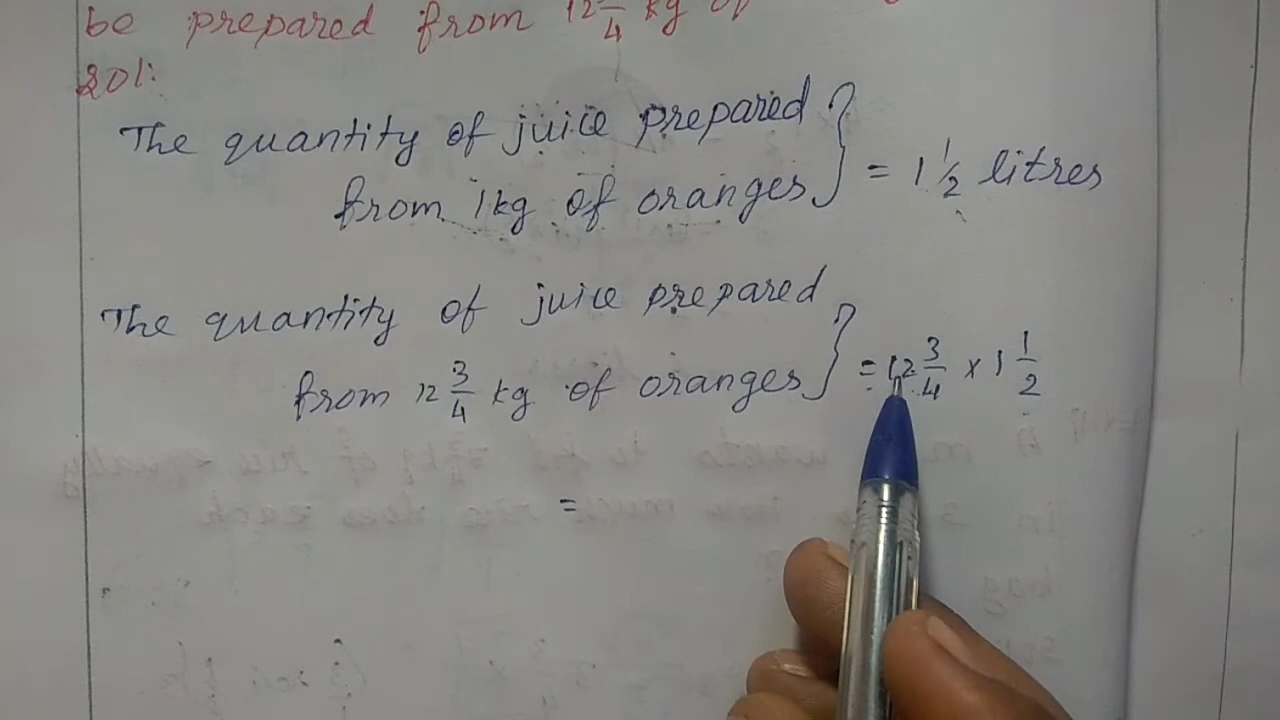 be prepared from 12 3/4 kg of
Sol:
The quantity of juice prepared
from 1kg of oranges } = 1 1/2 litres
The quantity of juice prepared
from 12 3/4 kg of oranges } = 12 3/4 × 1 1/2
=